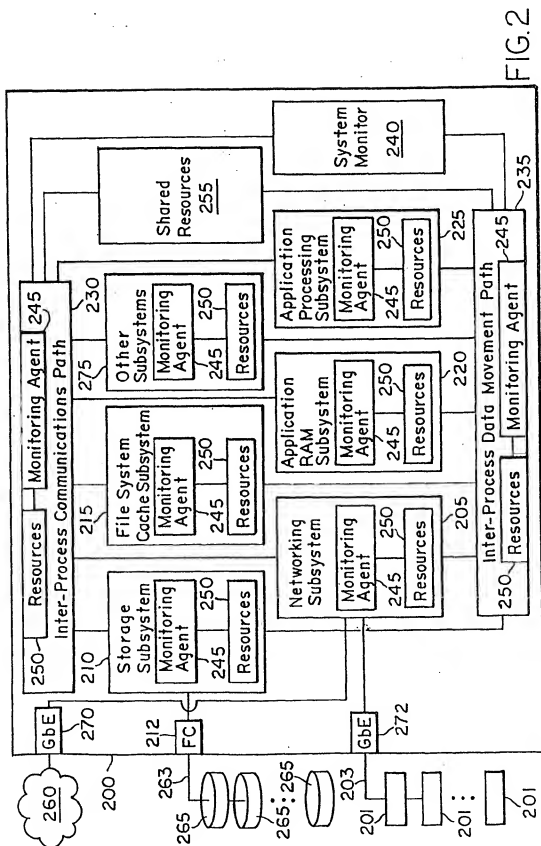 FIG. 2
Resources
Monitoring Agent
245
250
Inter-Process Communications Path
230
Shared
Resources
255
System
Monitor
240
210
Storage
Subsystem
Monitoring
Agent
250
245
Resources
215
File System
Cache Subsystem
Monitoring
Agent
250
245
Resources
275
Other
Subsystems
Monitoring
Agent
250
245
Resources
Networking
Subsystem
Monitoring
Agent
250
245
Resources
205
Application
RAM Subsystem
Monitoring
Agent
250
245
Resources
220
Application
Processing
Subsystem
Monitoring
Agent
250
245
Resources
225
Inter-Process Data Movement Path
235
250
Resources
Monitoring Agent
245
GbE
270
260
200
FC
212
263
265
265
265
GbE
272
203
201
201
201